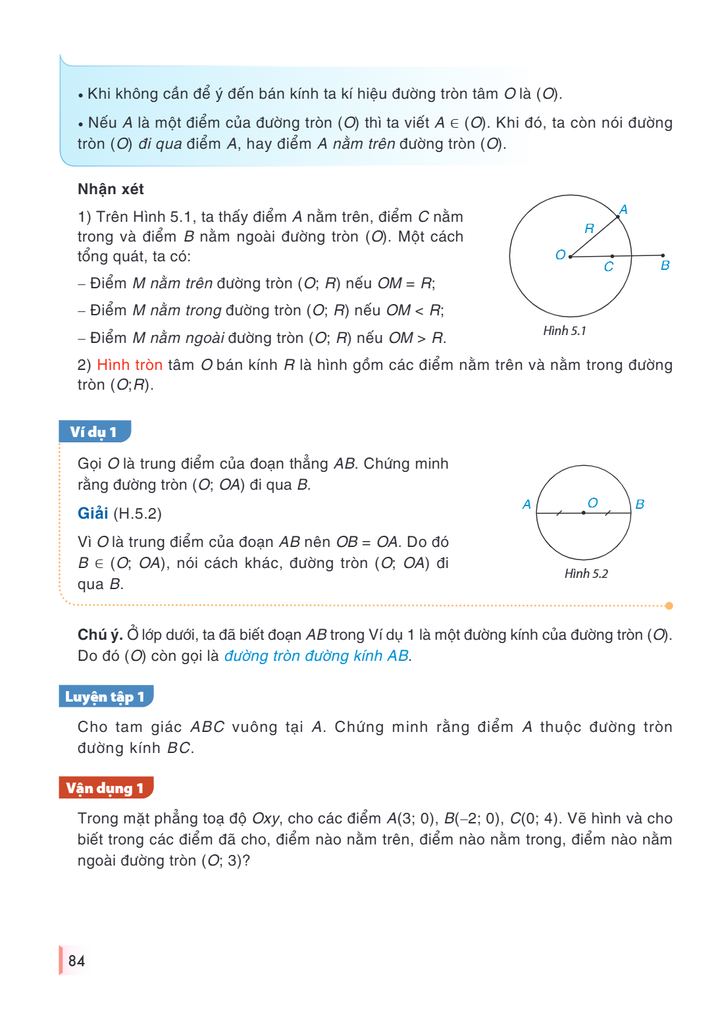 • Khi không cần để ý đến bán kính ta kí hiệu đường tròn tâm O là (O).
• Nếu A là một điểm của đường tròn (O) thì ta viết A ∈ (O). Khi đó, ta còn nói đường
tròn (O) đi qua điểm A, hay điểm A nằm trên đường tròn (O).
Nhận xét
1) Trên Hình 5.1, ta thấy điểm A nằm trên, điểm C nằm
trong và điểm B nằm ngoài đường tròn (O). Một cách
tổng quát, ta có:
– Điểm M nằm trên đường tròn (O; R) nếu OM = R;
– Điểm M nằm trong đường tròn (O; R) nếu OM < R;
– Điểm M nằm ngoài đường tròn (O; R) nếu OM > R.
A
R
O
C
B
Hình 5.1
2) Hình tròn tâm O bán kính R là hình gồm các điểm nằm trên và nằm trong đường
tròn (O;R).
Ví dụ 1
Gọi O là trung điểm của đoạn thẳng AB. Chứng minh
rằng đường tròn (O; OA) đi qua B.
Giải (H.5.2)
Vì O là trung điểm của đoạn AB nên OB = OA. Do đó
B ∈ (O; OA), nói cách khác, đường tròn (O; OA) đi
qua B.
A
O
B
Hình 5.2
Chú ý. Ở lớp dưới, ta đã biết đoạn AB trong Ví dụ 1 là một đường kính của đường tròn (O).
Do đó (O) còn gọi là đường tròn đường kính AB.
Luyện tập 1
Cho tam giác ABC vuông tại A. Chứng minh rằng điểm A thuộc đường tròn
đường kính BC.
Vận dụng 1
Trong mặt phẳng toạ độ Oxy, cho các điểm A(3; 0), B(–2; 0), C(0; 4). Vẽ hình và cho
biết trong các điểm đã cho, điểm nào nằm trên, điểm nào nằm trong, điểm nào nằm
ngoài đường tròn (O; 3)?
84